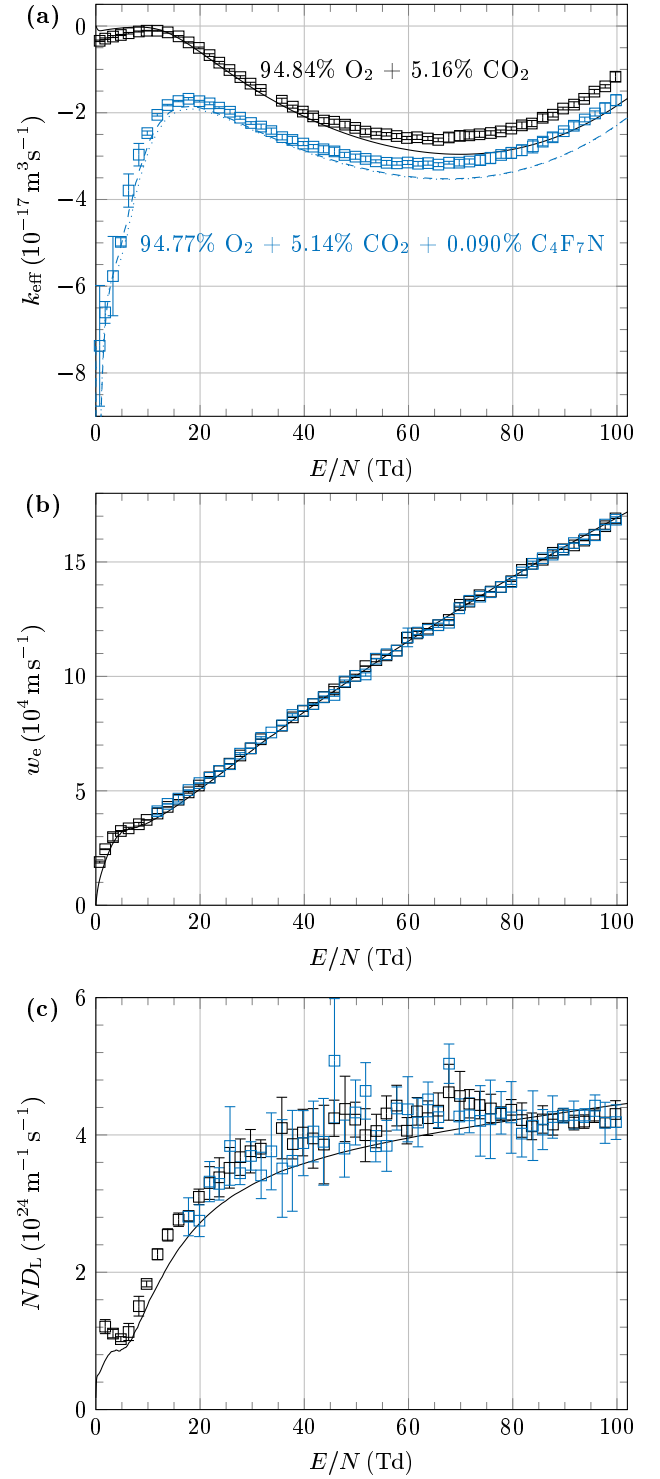 (a)
0
−2
−4
−6
−8
k_eff (10⁻¹⁷ m³ s⁻¹)
94.84% O₂ + 5.16% CO₂
94.77% O₂ + 5.14% CO₂ + 0.090% C₄F₇N
0 20 40 60 80 100
E/N (Td)
(b)
15
10
5
0
w_e (10⁴ m s⁻¹)
0 20 40 60 80 100
E/N (Td)
(c)
6
4
2
0
ND_L (10²⁴ m⁻¹ s⁻¹)
0 20 40 60 80 100
E/N (Td)